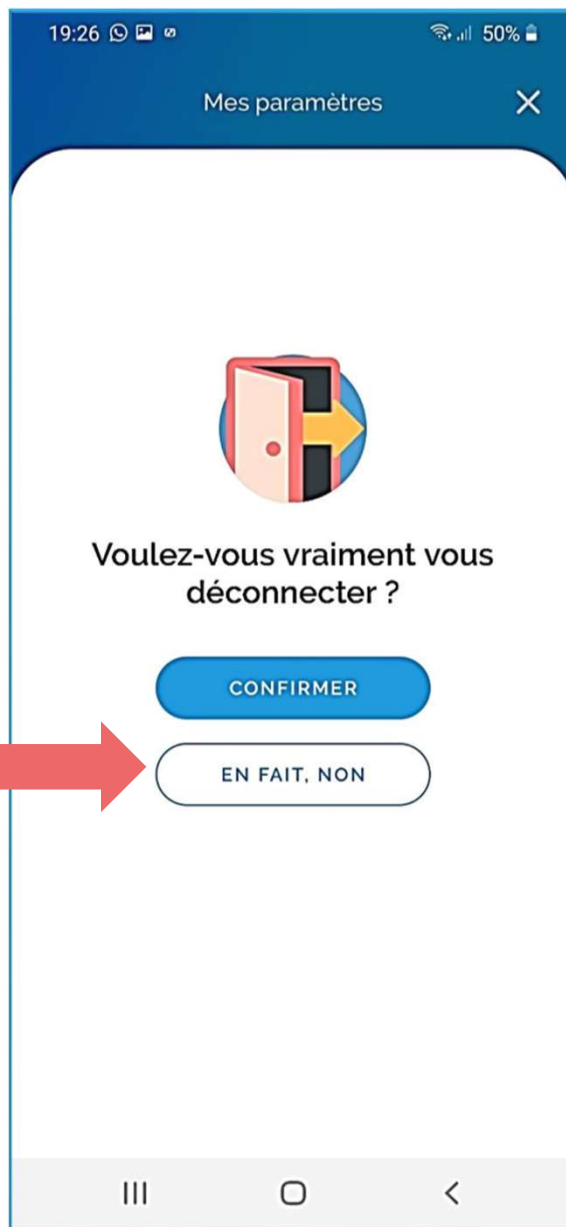 19:26 50%
Mes paramètres
Voulez-vous vraiment vous
déconnecter ?
CONFIRMER
EN FAIT, NON